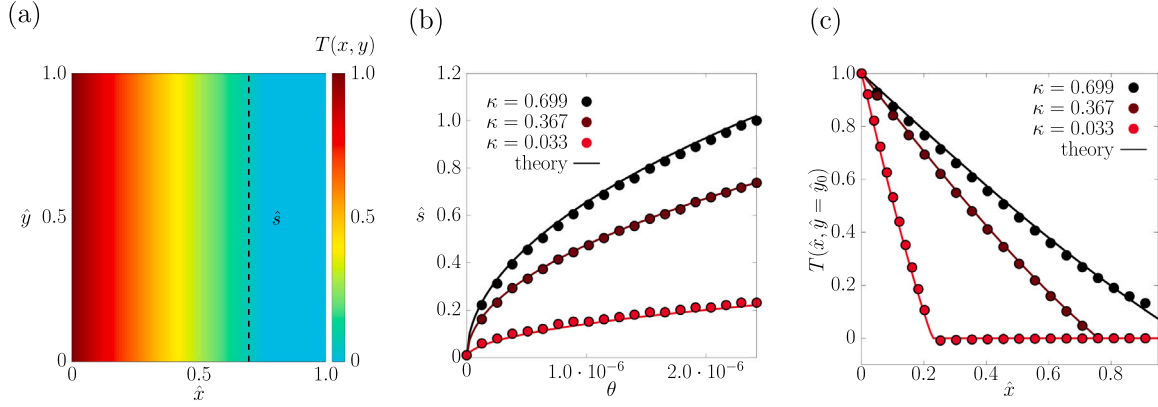 (a)
T(x, y)
1.0
0.5
0
ŷ
ŝ
0
0.5
1.0
x̂
1.0
0.5
0
(b)
1.2
1.0
0.8
0.6
0.4
0.2
0
ŝ
κ = 0.699
κ = 0.367
κ = 0.033
theory
0
1.0 · 10⁻⁶
2.0 · 10⁻⁶
θ
(c)
1.0
0.8
0.6
0.4
0.2
0
T(x̂, ŷ = ŷ₀)
κ = 0.699
κ = 0.367
κ = 0.033
theory
0
0.2
0.4
0.6
0.8
x̂